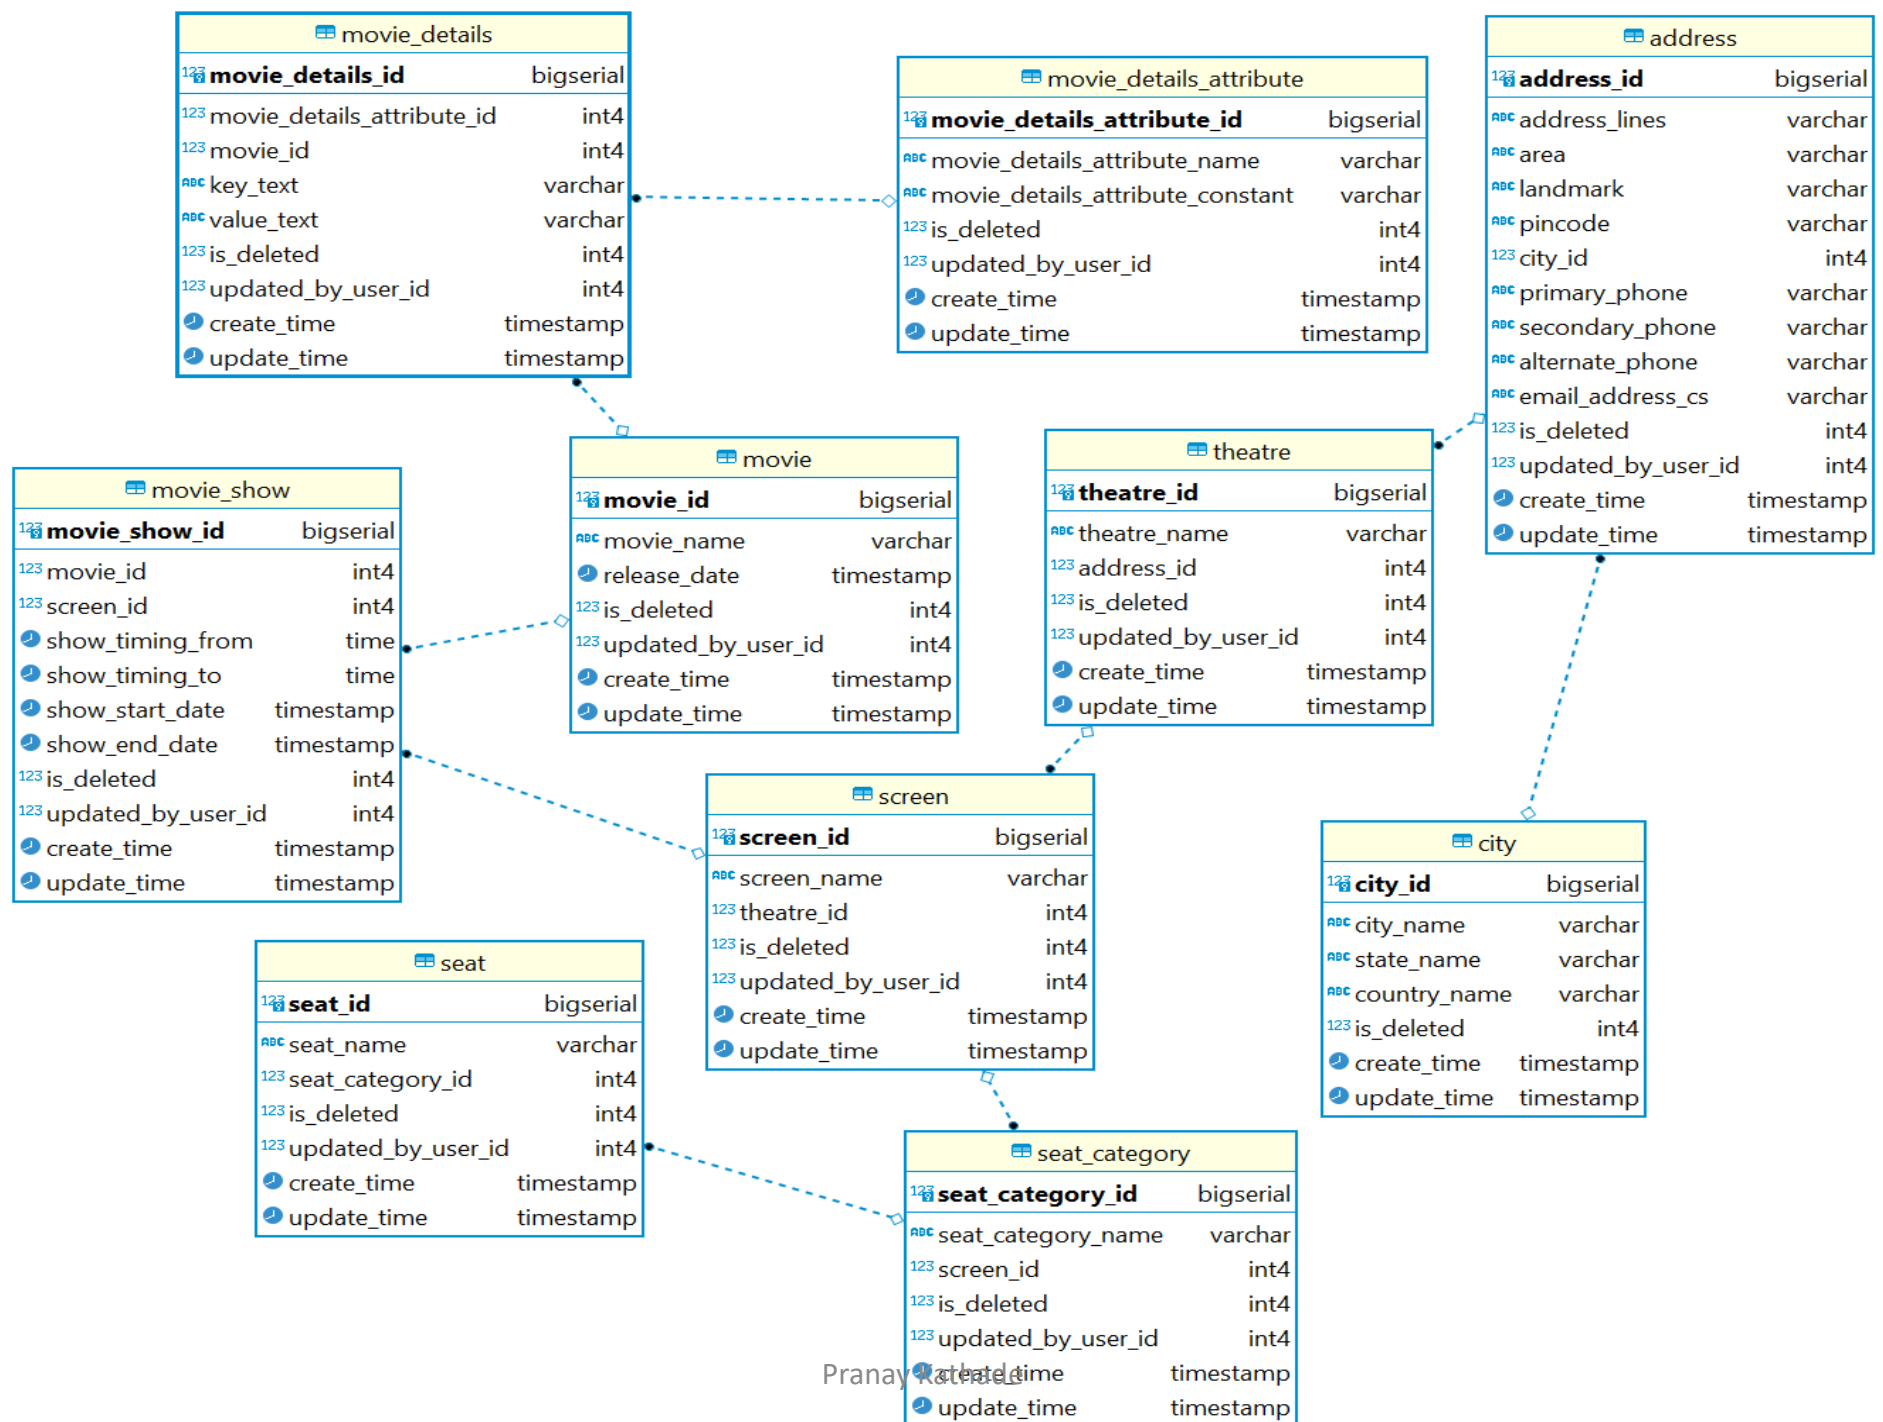 movie_details
movie_details_id bigserial
movie_details_attribute_id int4
movie_id int4
key_text varchar
value_text varchar
is_deleted int4
updated_by_user_id int4
create_time timestamp
update_time timestamp
movie_details_attribute
movie_details_attribute_id bigserial
movie_details_attribute_name varchar
movie_details_attribute_constant varchar
is_deleted int4
updated_by_user_id int4
create_time timestamp
update_time timestamp
address
address_id bigserial
address_lines varchar
area varchar
landmark varchar
pincode varchar
city_id int4
primary_phone varchar
secondary_phone varchar
alternate_phone varchar
email_address_cs varchar
is_deleted int4
updated_by_user_id int4
create_time timestamp
update_time timestamp
movie_show
movie_show_id bigserial
movie_id int4
screen_id int4
show_timing_from time
show_timing_to time
show_start_date timestamp
show_end_date timestamp
is_deleted int4
updated_by_user_id int4
create_time timestamp
update_time timestamp
movie
movie_id bigserial
movie_name varchar
release_date timestamp
is_deleted int4
updated_by_user_id int4
create_time timestamp
update_time timestamp
theatre
theatre_id bigserial
theatre_name varchar
address_id int4
is_deleted int4
updated_by_user_id int4
create_time timestamp
update_time timestamp
screen
screen_id bigserial
screen_name varchar
theatre_id int4
is_deleted int4
updated_by_user_id int4
create_time timestamp
update_time timestamp
city
city_id bigserial
city_name varchar
state_name varchar
country_name varchar
is_deleted int4
create_time timestamp
update_time timestamp
seat
seat_id bigserial
seat_name varchar
seat_category_id int4
is_deleted int4
updated_by_user_id int4
create_time timestamp
update_time timestamp
seat_category
seat_category_id bigserial
seat_category_name varchar
screen_id int4
is_deleted int4
updated_by_user_id int4
create_time timestamp
update_time timestamp
Pranay Kathade